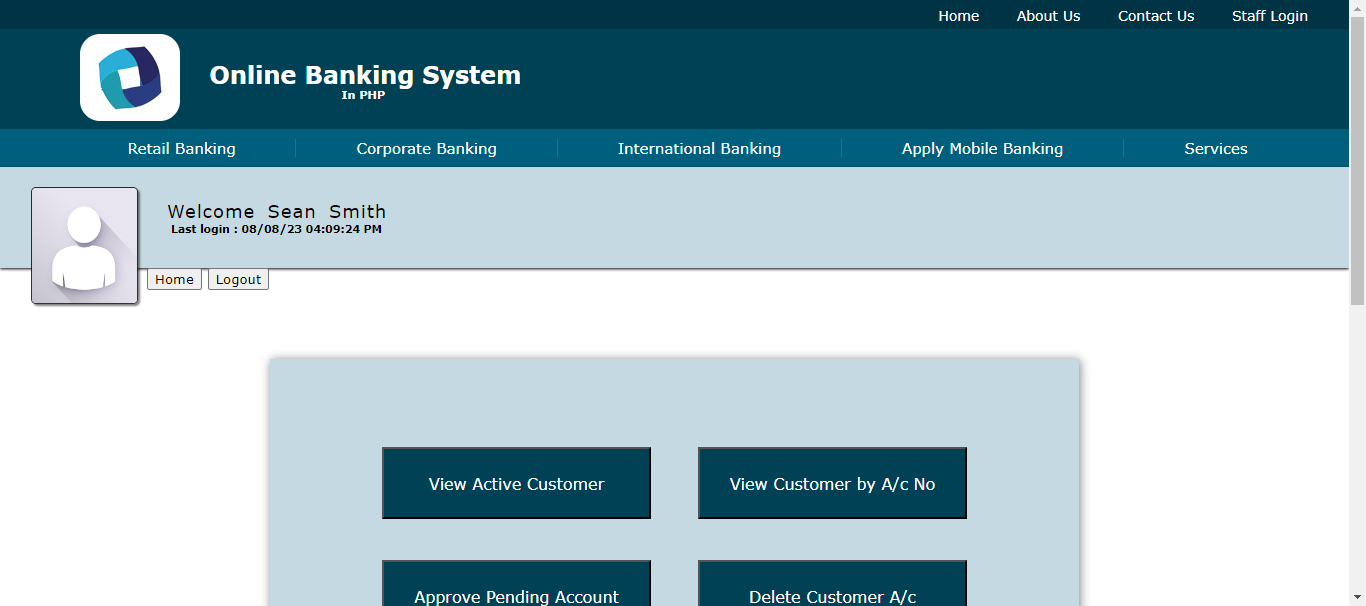 Home About Us Contact Us Staff Login
Online Banking System
In PHP
Retail Banking Corporate Banking International Banking Apply Mobile Banking Services
Welcome Sean Smith
Last login : 08/08/23 04:09:24 PM
Home Logout
View Active Customer View Customer by A/c No
Approve Pending Account Delete Customer A/c